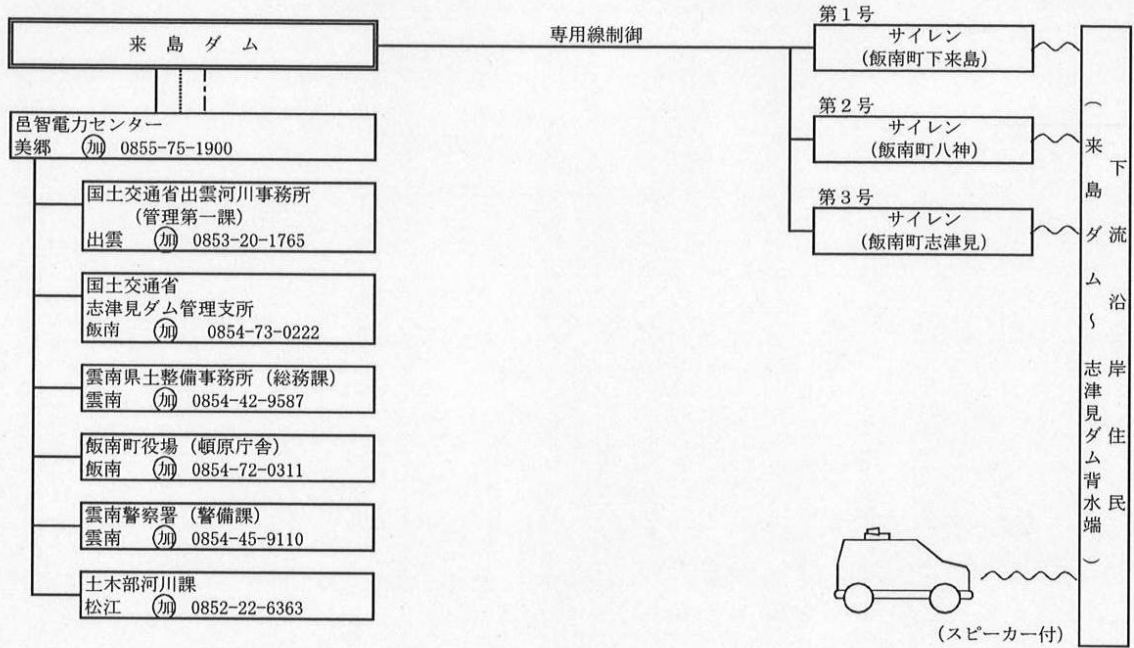 来島ダム
専用線制御
邑智電力センター
美郷 ㊎ 0855-75-1900
国土交通省出雲河川事務所
(管理第一課)
出雲 加 0853-20-1765
国土交通省
志津見ダム管理支所
飯南 加 0854-73-0222
雲南県土整備事務所 (総務課)
雲南 加 0854-42-9587
飯南町役場 (頓原庁舎)
飯南 加 0854-72-0311
雲南警察署 (警備課)
雲南 加 0854-45-9110
土木部河川課
松江 加 0852-22-6363
第1号
サイレン
(飯南町下来島)
第2号
サイレン
(飯南町八神)
第3号
サイレン
(飯南町志津見)
下流沿岸住民
(来島ダム~志津見ダム背水端)
(スピーカー付)